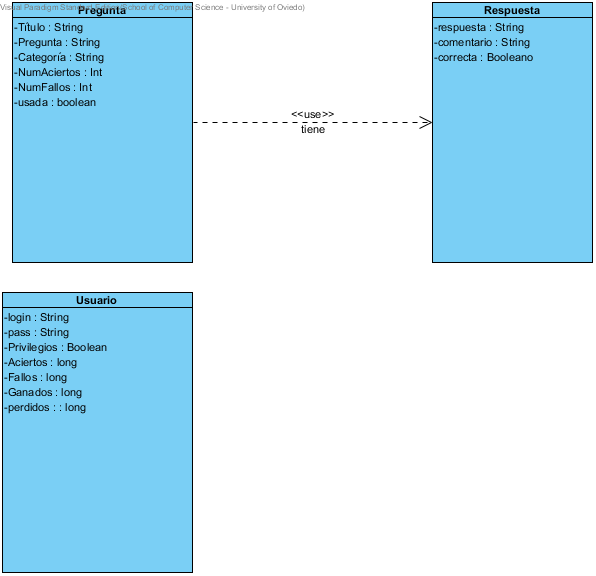 Visual Paradigm Standard Edition(School of Computer Science - University of Oviedo)
Pregunta
-Título : String
-Pregunta : String
-Categoría : String
-NumAciertos : Int
-NumFallos : Int
-usada : boolean
<<use>>
tiene
Respuesta
-respuesta : String
-comentario : String
-correcta : Booleano
Usuario
-login : String
-pass : String
-Privilegios : Boolean
-Aciertos : long
-Fallos : long
-Ganados : long
-perdidos : : long